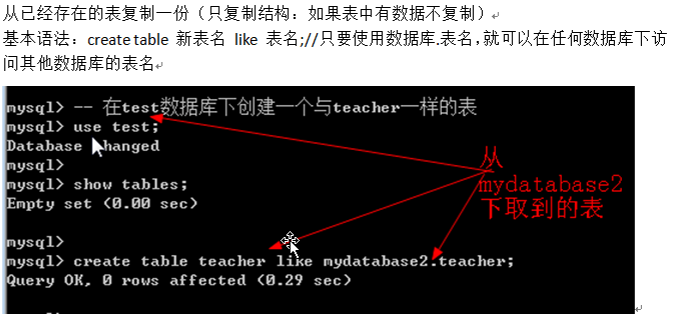 从已经存在的表复制一份（只复制结构：如果表中有数据不复制）
基本语法：create table 新表名 like 表名;//只要使用数据库.表名，就可以在任何数据库下访
问其他数据库的表名
mysql> -- 在test数据库下创建一个与teacher一样的表
mysql> use test;
Database changed
mysql>
mysql> show tables;
Empty set (0.00 sec)
从
mydatabase2
下取到的表
mysql>
mysql> create table teacher like mydatabase2.teacher;
Query OK, 0 rows affected (0.29 sec)